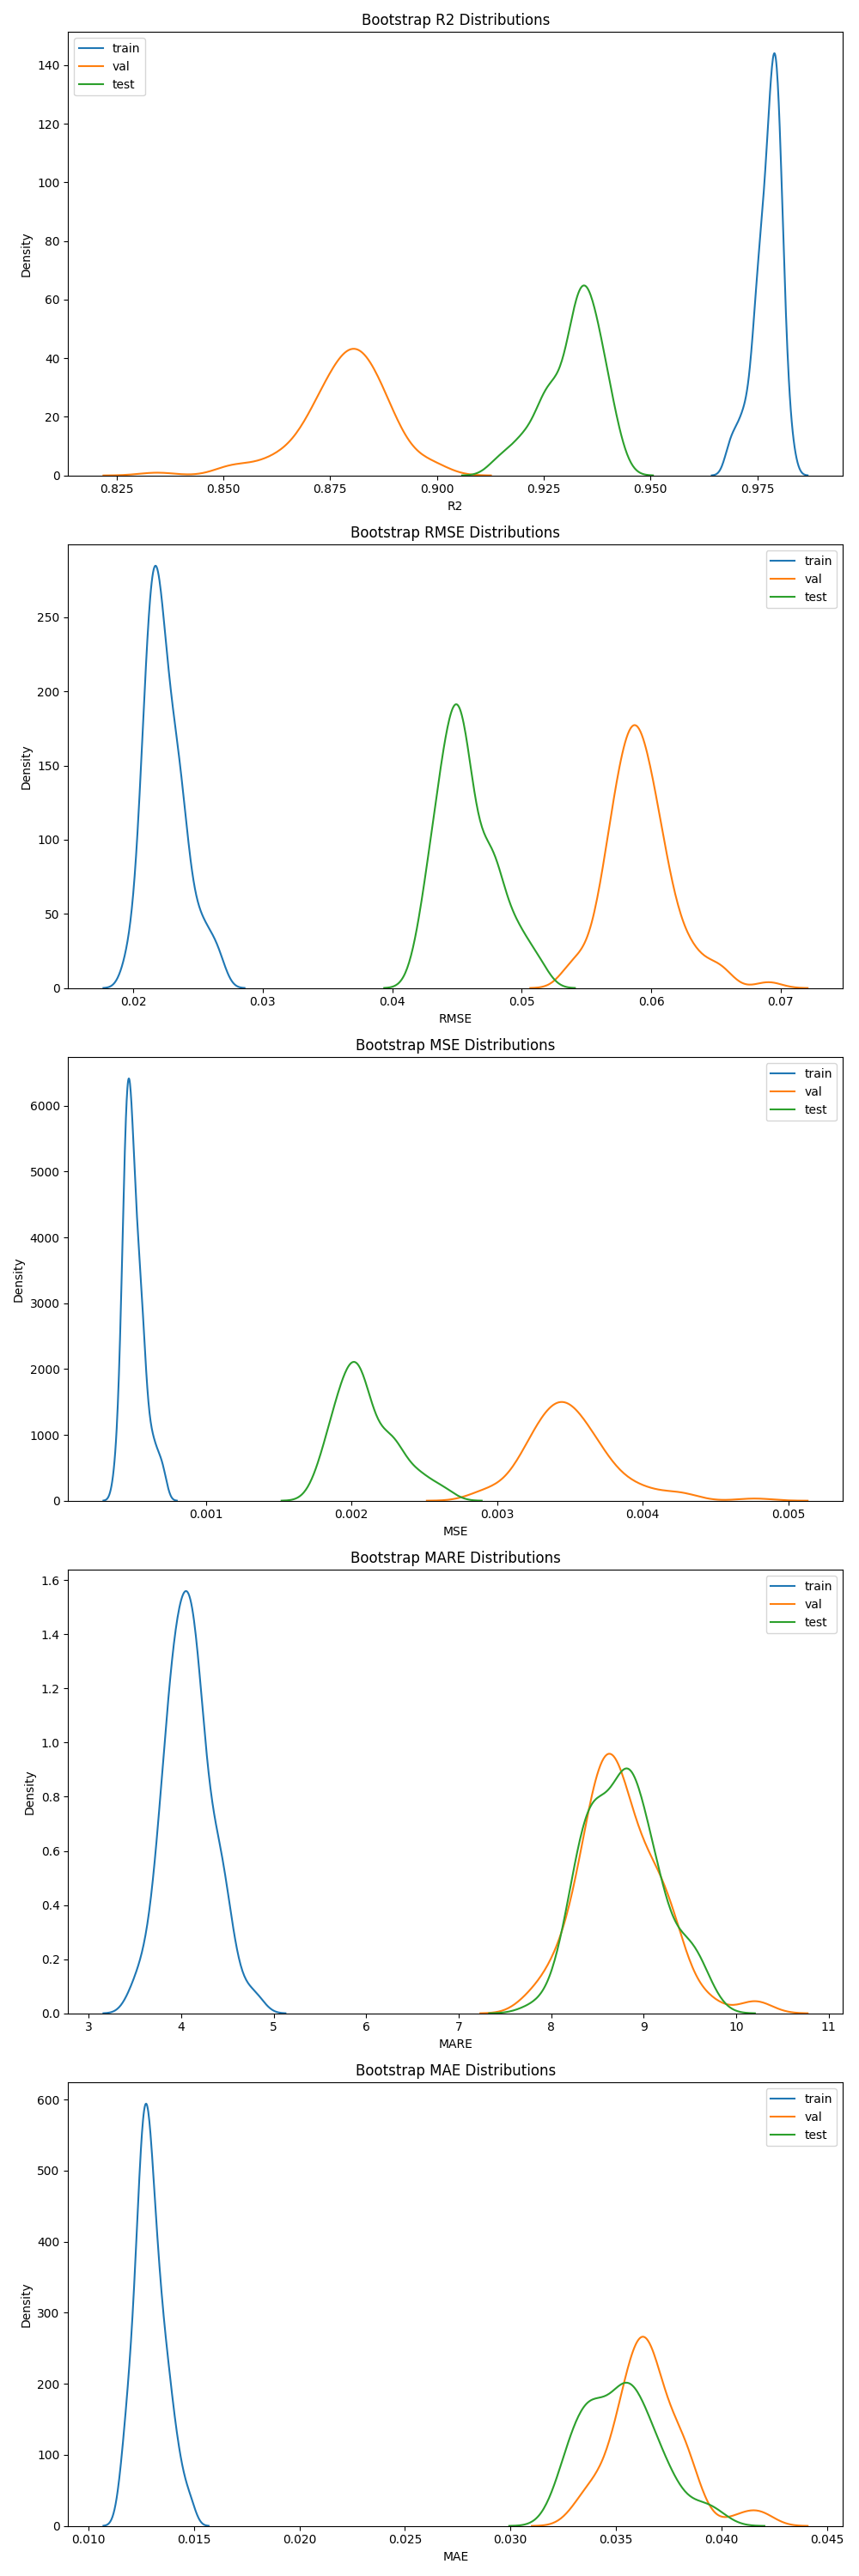 Bootstrap R2 Distributions
train
val
test
140
120
100
80
60
40
20
0
Density
0.825 0.850 0.875 0.900 0.925 0.950 0.975
R2
Bootstrap RMSE Distributions
train
val
test
250
200
150
100
50
0
Density
0.02 0.03 0.04 0.05 0.06 0.07
RMSE
Bootstrap MSE Distributions
train
val
test
6000
5000
4000
3000
2000
1000
0
Density
0.001 0.002 0.003 0.004 0.005
MSE
Bootstrap MARE Distributions
train
val
test
1.6
1.4
1.2
1.0
0.8
0.6
0.4
0.2
0.0
Density
3 4 5 6 7 8 9 10 11
MARE
Bootstrap MAE Distributions
train
val
test
600
500
400
300
200
100
0
Density
0.010 0.015 0.020 0.025 0.030 0.035 0.040 0.045
MAE